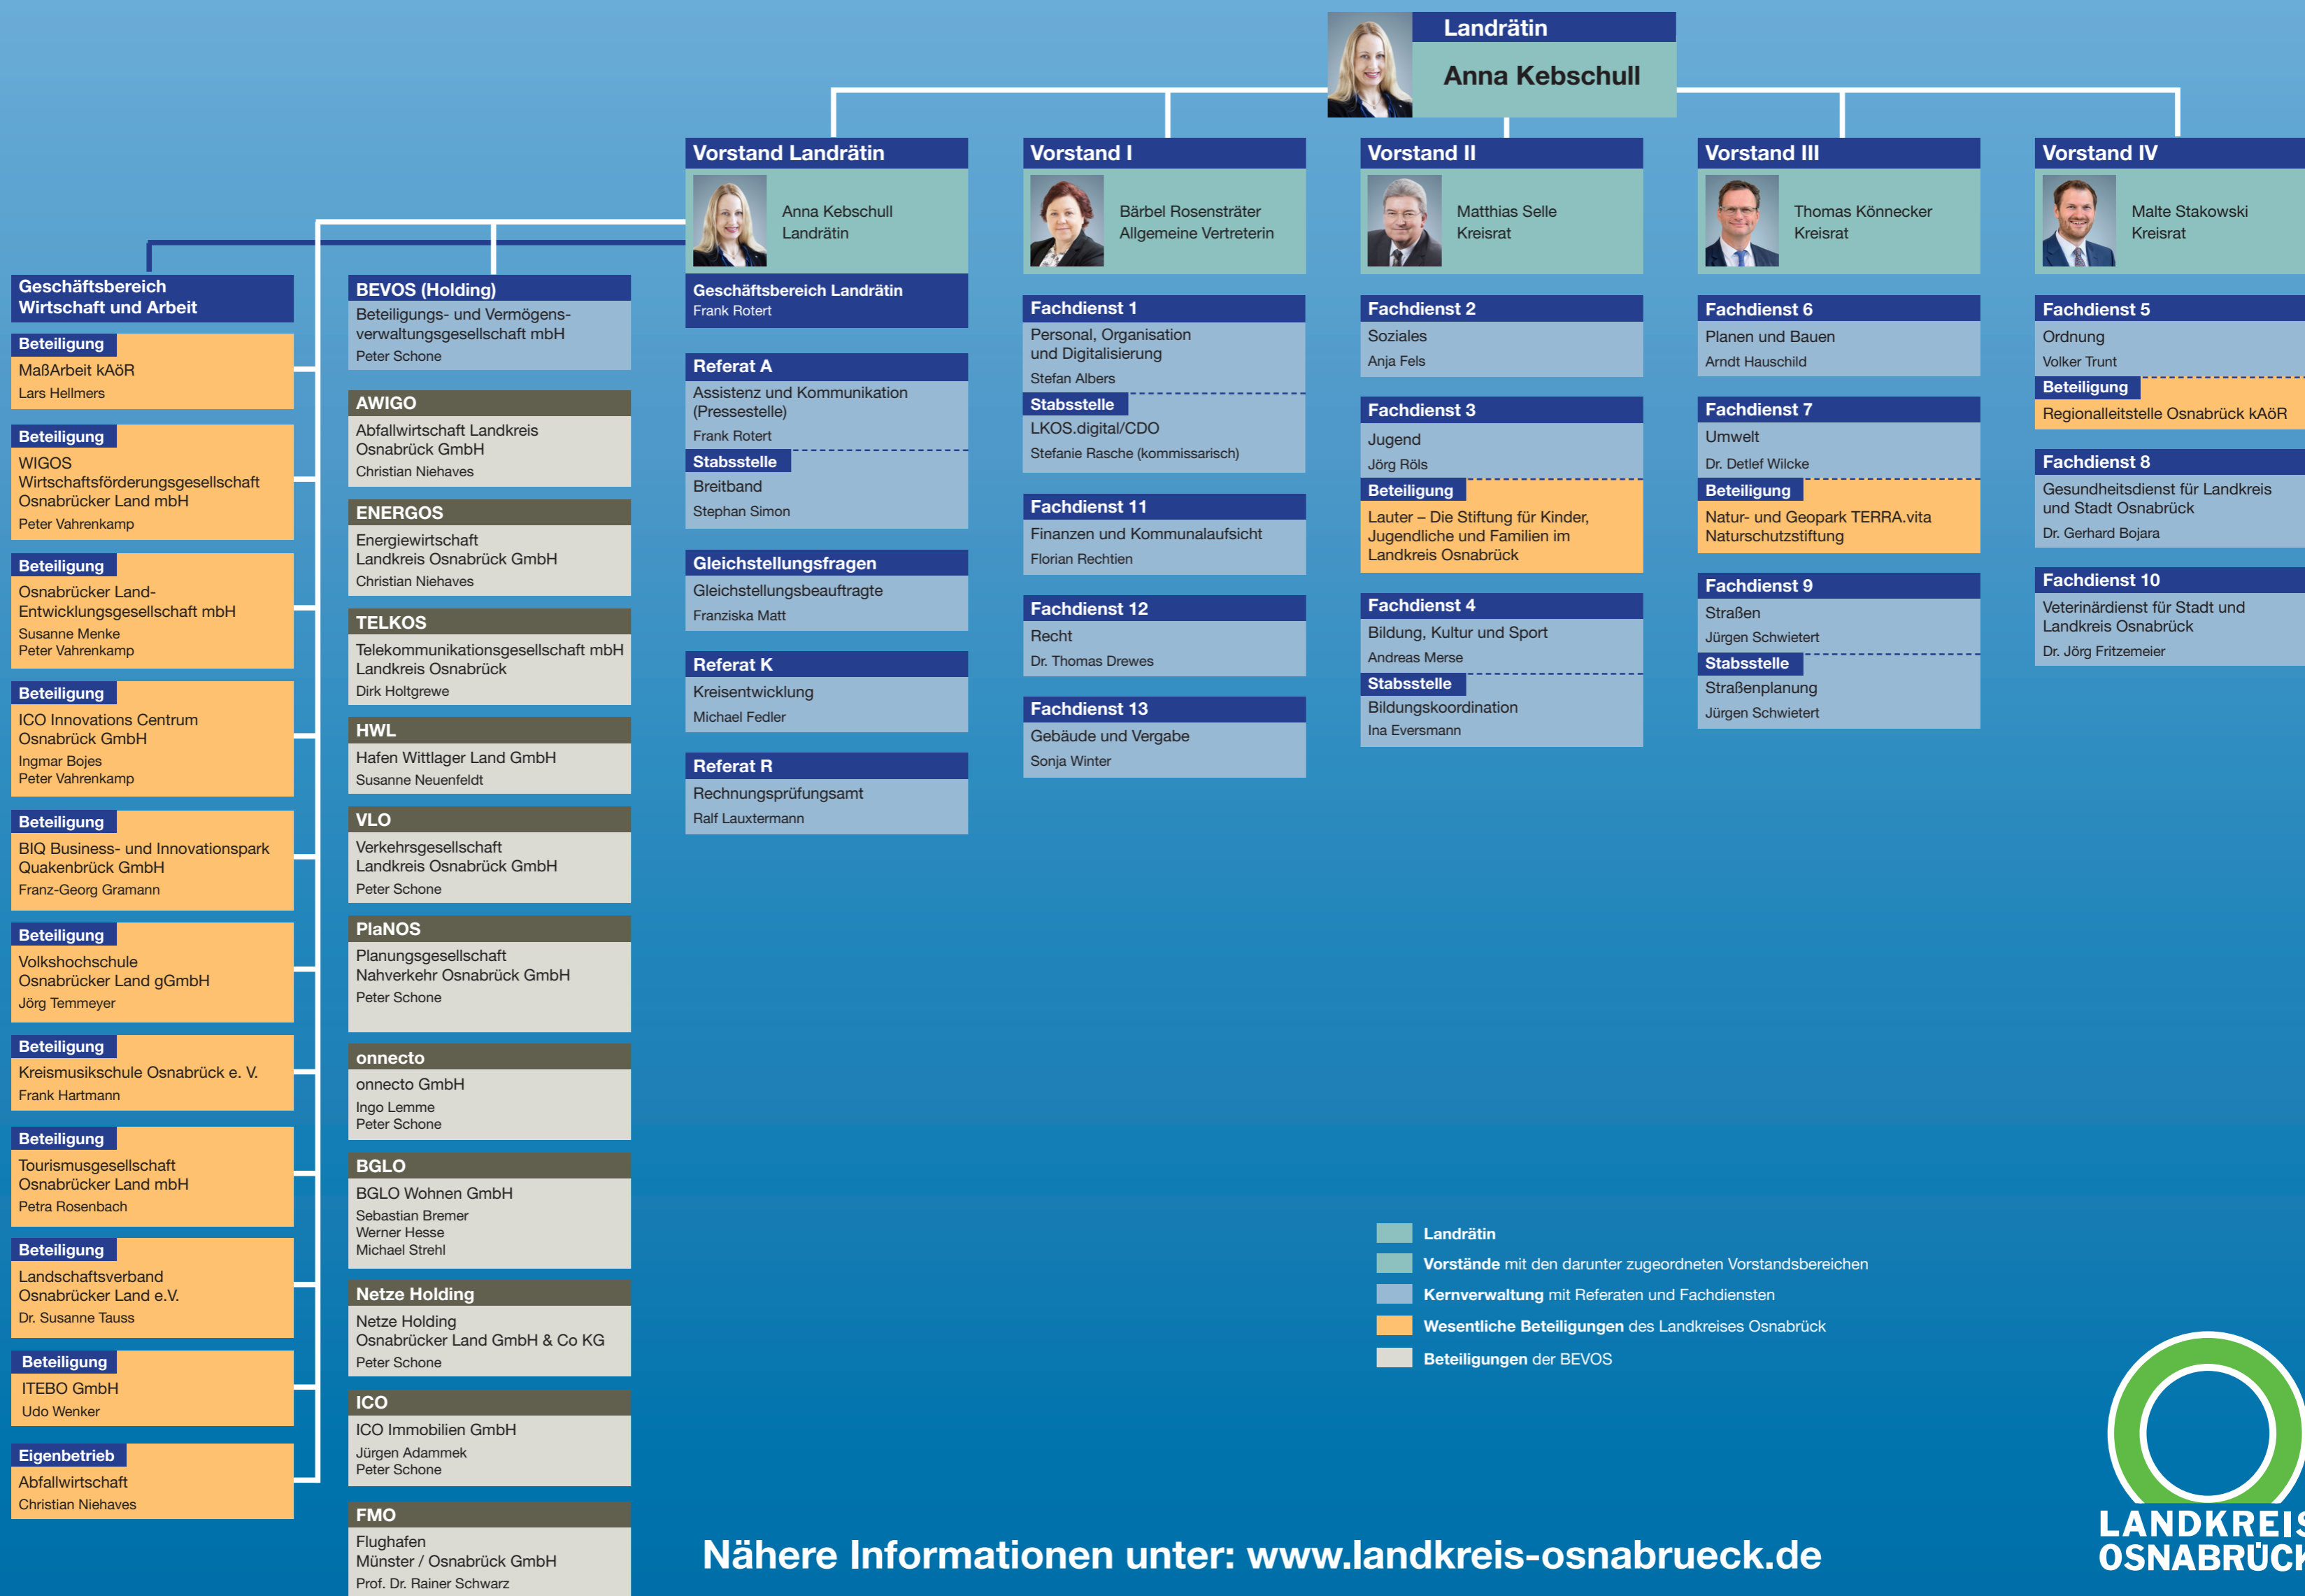 Landrätin
Anna Kebschull
Vorstand Landrätin
Anna Kebschull
Landrätin
Geschäftsbereich Landrätin
Frank Rotert
Referat A
Assistenz und Kommunikation
(Pressestelle)
Frank Rotert
Stabsstelle
Breitband
Stephan Simon
Gleichstellungsfragen
Gleichstellungsbeauftragte
Franziska Matt
Referat K
Kreisentwicklung
Michael Fedler
Referat R
Rechnungsprüfungsamt
Ralf Lauxtermann
Vorstand I
Bärbel Rosensträter
Allgemeine Vertreterin
Fachdienst 1
Personal, Organisation
und Digitalisierung
Stefan Albers
Stabsstelle
LKOS.digital/CDO
Stefanie Rasche (kommissarisch)
Fachdienst 11
Finanzen und Kommunalaufsicht
Florian Rechtien
Fachdienst 12
Recht
Dr. Thomas Drewes
Fachdienst 13
Gebäude und Vergabe
Sonja Winter
Vorstand II
Matthias Selle
Kreisrat
Fachdienst 2
Soziales
Anja Fels
Fachdienst 3
Jugend
Jörg Röls
Beteiligung
Lauter – Die Stiftung für Kinder,
Jugendliche und Familien im
Landkreis Osnabrück
Fachdienst 4
Bildung, Kultur und Sport
Andreas Merse
Stabsstelle
Bildungskoordination
Ina Eversmann
Vorstand III
Thomas Könnecker
Kreisrat
Fachdienst 6
Planen und Bauen
Arndt Hauschild
Fachdienst 7
Umwelt
Dr. Detlef Wilcke
Beteiligung
Natur- und Geopark TERRA.vita
Naturschutzstiftung
Fachdienst 9
Straßen
Jürgen Schwietert
Stabsstelle
Straßenplanung
Jürgen Schwietert
Vorstand IV
Malte Stakowski
Kreisrat
Fachdienst 5
Ordnung
Volker Trunt
Beteiligung
Regionalleitstelle Osnabrück kAöR
Fachdienst 8
Gesundheitsdienst für Landkreis
und Stadt Osnabrück
Dr. Gerhard Bojara
Fachdienst 10
Veterinärdienst für Stadt und
Landkreis Osnabrück
Dr. Jörg Fritzemeier
Geschäftsbereich
Wirtschaft und Arbeit
Beteiligung
MaßArbeit kAöR
Lars Hellmers
Beteiligung
WIGOS
Wirtschaftsförderungsgesellschaft
Osnabrücker Land mbH
Peter Vahrenkamp
Beteiligung
Osnabrücker Land-
Entwicklungsgesellschaft mbH
Susanne Menke
Peter Vahrenkamp
Beteiligung
ICO Innovations Centrum
Osnabrück GmbH
Ingmar Bojes
Peter Vahrenkamp
Beteiligung
BIQ Business- und Innovationspark
Quakenbrück GmbH
Franz-Georg Gramann
Beteiligung
Volkshochschule
Osnabrücker Land gGmbH
Jörg Temmeyer
Beteiligung
Kreismusikschule Osnabrück e. V.
Frank Hartmann
Beteiligung
Tourismusgesellschaft
Osnabrücker Land mbH
Petra Rosenbach
Beteiligung
Landschaftsverband
Osnabrücker Land e.V.
Dr. Susanne Tauss
Beteiligung
ITEBO GmbH
Udo Wenker
Eigenbetrieb
Abfallwirtschaft
Christian Niehaves
BEVOS (Holding)
Beteiligungs- und Vermögens-
verwaltungsgesellschaft mbH
Peter Schone
AWIGO
Abfallwirtschaft Landkreis
Osnabrück GmbH
Christian Niehaves
ENERGOS
Energiewirtschaft
Landkreis Osnabrück GmbH
Christian Niehaves
TELKOS
Telekommunikationsgesellschaft mbH
Landkreis Osnabrück
Dirk Holtgrewe
HWL
Hafen Wittlager Land GmbH
Susanne Neuenfeldt
VLO
Verkehrsgesellschaft
Landkreis Osnabrück GmbH
Peter Schone
PlaNOS
Planungsgesellschaft
Nahverkehr Osnabrück GmbH
Peter Schone
onnecto
onnecto GmbH
Ingo Lemme
Peter Schone
BGLO
BGLO Wohnen GmbH
Sebastian Bremer
Werner Hesse
Michael Strehl
Netze Holding
Netze Holding
Osnabrücker Land GmbH & Co KG
Peter Schone
ICO
ICO Immobilien GmbH
Jürgen Adammek
Peter Schone
FMO
Flughafen
Münster / Osnabrück GmbH
Prof. Dr. Rainer Schwarz
Landrätin
Vorstände mit den darunter zugeordneten Vorstandsbereichen
Kernverwaltung mit Referaten und Fachdiensten
Wesentliche Beteiligungen des Landkreises Osnabrück
Beteiligungen der BEVOS
Nähere Informationen unter: www.landkreis-osnabrueck.de
LANDKREIS
OSNABRÜCK